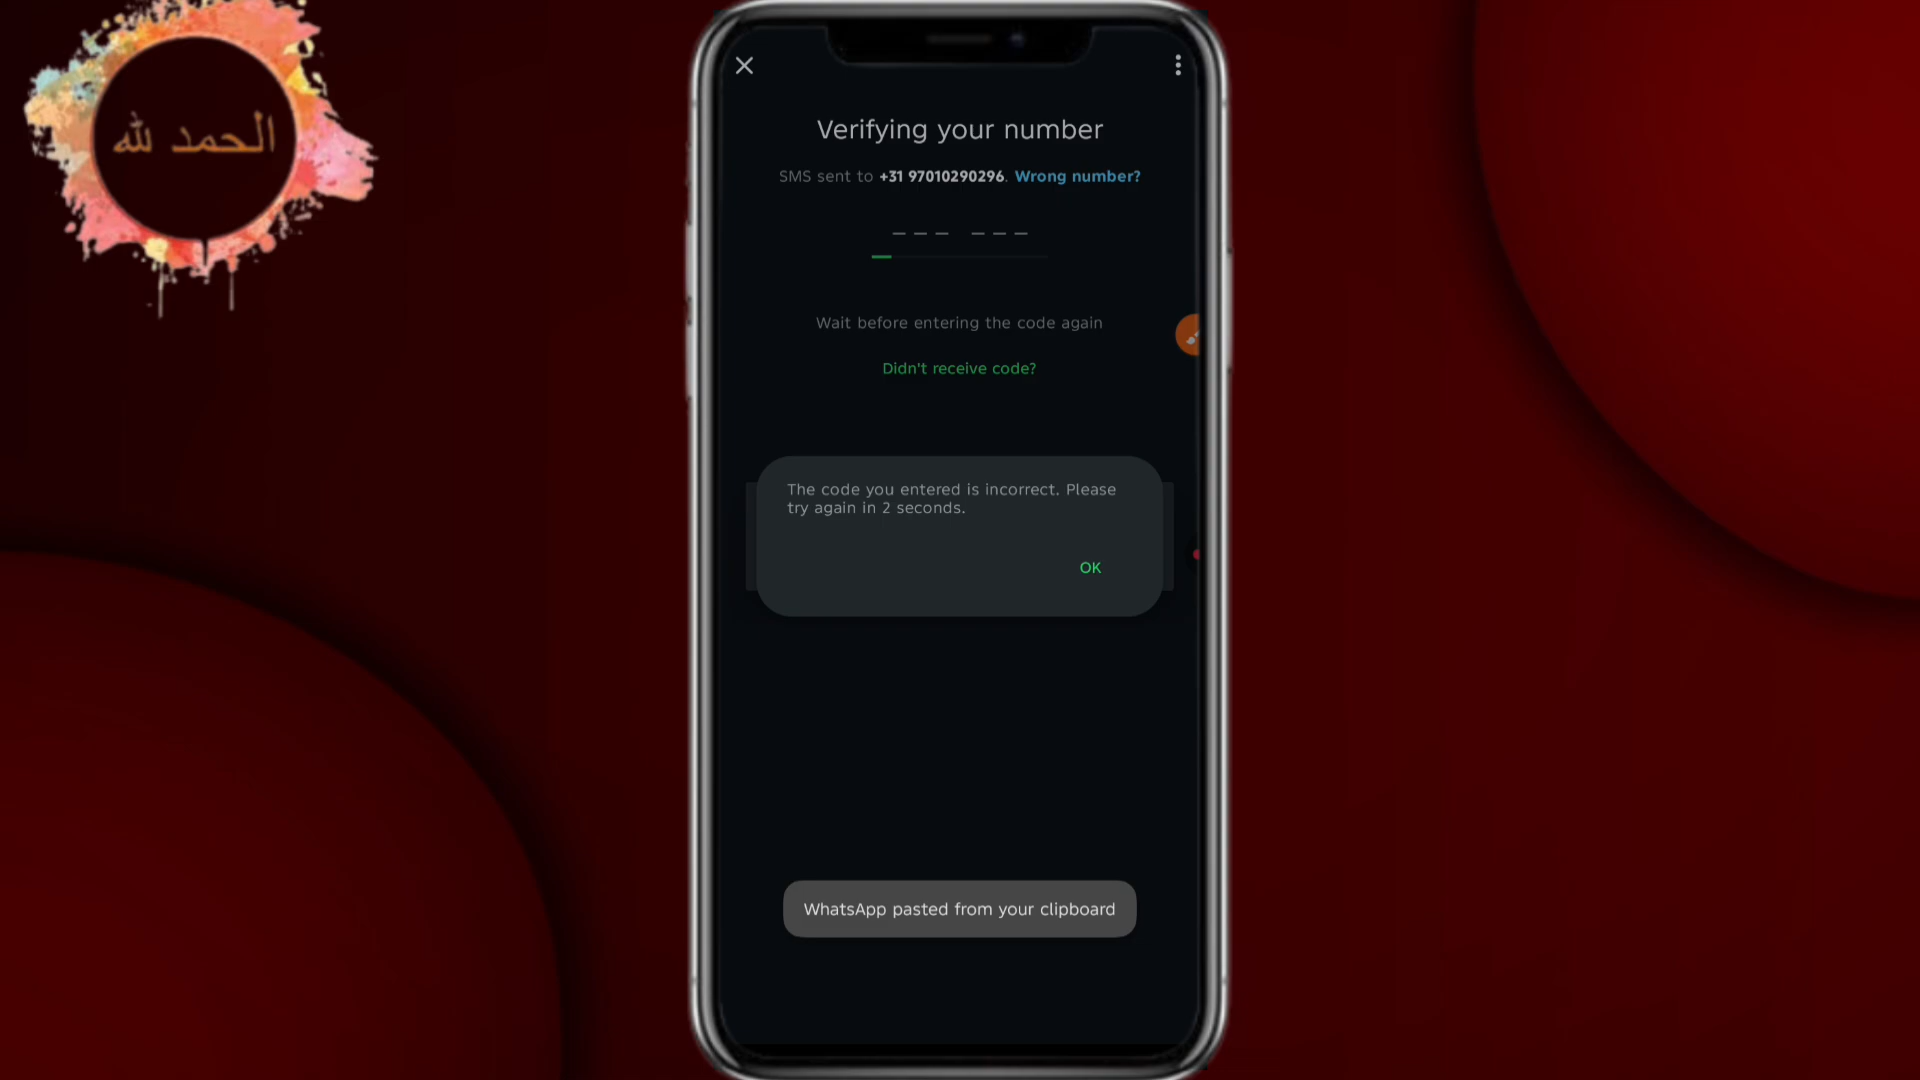 الحمد لله
Verifying your number
SMS sent to +31 97010290296. Wrong number?
Wait before entering the code again
Didn't receive code?
The code you entered is incorrect. Please
try again in 2 seconds.
OK
WhatsApp pasted from your clipboard